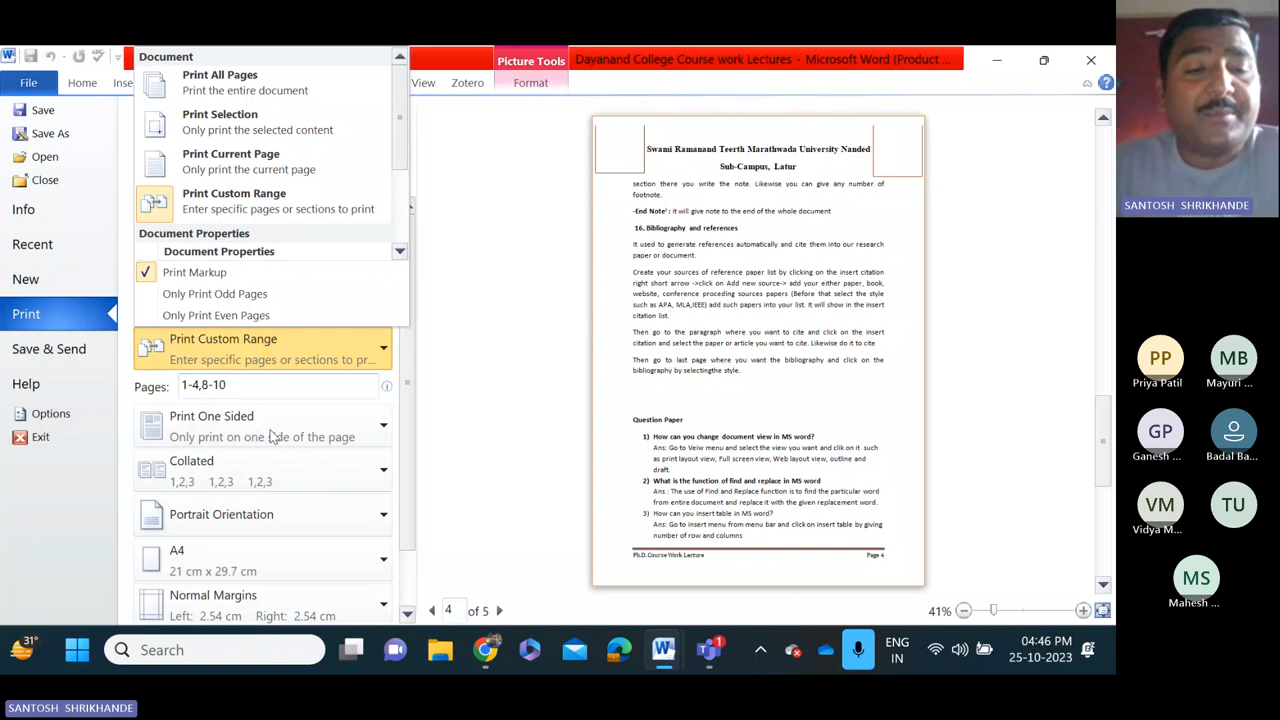 Picture Tools
Dayanand College Course work Lectures - Microsoft Word (Product ...
File
Home
Inse
View
Zotero
Format
Save
Save As
Open
Close
Info
Recent
New
Print
Save & Send
Help
Options
Exit
Document
Print All Pages
Print the entire document
Print Selection
Only print the selected content
Print Current Page
Only print the current page
Print Custom Range
Enter specific pages or sections to print
Document Properties
Document Properties
Print Markup
Only Print Odd Pages
Only Print Even Pages
Print Custom Range
Enter specific pages or sections to pr...
Pages: 1-4,8-10
Print One Sided
Only print on one side of the page
Collated
1,2,3 1,2,3 1,2,3
Portrait Orientation
A4
21 cm x 29.7 cm
Normal Margins
Left: 2.54 cm Right: 2.54 cm
Swami Ramanand Teerth Marathwada University Nanded
Sub-Campus, Latur
section there you write the note. Likewise you can give any number of
footnote.
-End Note' : it will give note to the end of the whole document
16. Bibliography and references
It used to generate references automatically and cite them into our research
paper or document.
Create your sources of reference paper list by clicking on the insert citation
right short arrow ->click on Add new source-> add your either paper, book,
website, conference proceding sources papers (Before that select the style
such as APA, MLA,IEEE) add such papers into your list. It will show in the insert
citation list.
Then go to the paragraph where you want to cite and click on the insert
citation and select the paper or article you want to cite. Likewise do it to cite
Then go to last page where you want the bibliography and click on the
bibliography by selectingthe style.
Question Paper
1) How can you change document view in MS word?
Ans: Go to Veiw menu and select the view you want and clik on it such
as print layout view, Full screen view, Web layout view, outline and
draft.
2) What is the function of find and replace in MS word
Ans : The use of Find and Replace function is to find the particular word
from entire document and replace it with the given replacement word.
3) How can you insert table in MS word?
Ans: Go to insert menu from menu bar and click on insert table by giving
number of row and columns
Ph.D. Course Work Lecture Page 4
4 of 5
41%
SANTOSH SHRIKHANDE
PP
Priya Patil
MB
Mayuri ...
GP
Ganesh ...
Badal Ba...
VM
Vidya M...
TU
MS
Mahesh ...
31°
Search
1
ENG
IN
04:46 PM
25-10-2023
SANTOSH SHRIKHANDE